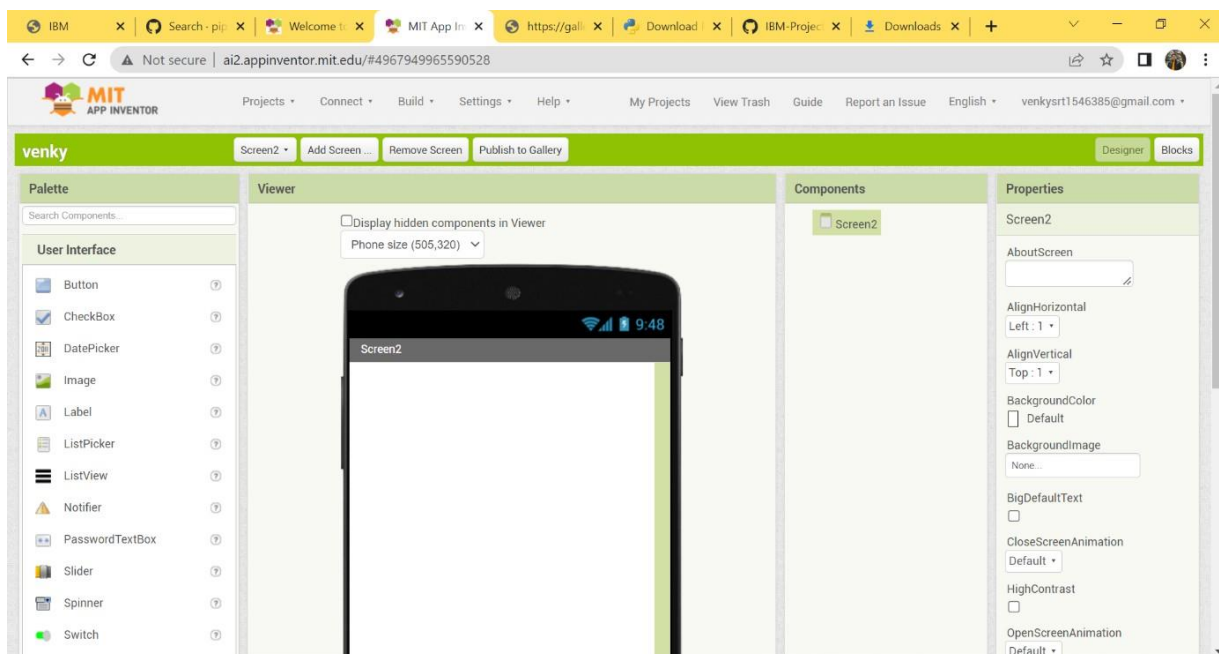 IBM
Search · pip
Welcome to
MIT App In
https://gall
Download
IBM-Project
Downloads
Not secure | ai2.appinventor.mit.edu/#4967949965590528
MIT
APP INVENTOR
Projects Connect Build Settings Help My Projects View Trash Guide Report an Issue English venkysrt1546385@gmail.com
venky Screen2 Add Screen ... Remove Screen Publish to Gallery Designer Blocks
Palette
Search Components...
User Interface
Button
CheckBox
DatePicker
Image
Label
ListPicker
ListView
Notifier
PasswordTextBox
Slider
Spinner
Switch
Viewer
Display hidden components in Viewer
Phone size (505,320)
9:48
Screen2
Components
Screen2
Properties
Screen2
AboutScreen
AlignHorizontal
Left : 1
AlignVertical
Top : 1
BackgroundColor
Default
BackgroundImage
None...
BigDefaultText
CloseScreenAnimation
Default
HighContrast
OpenScreenAnimation
Default